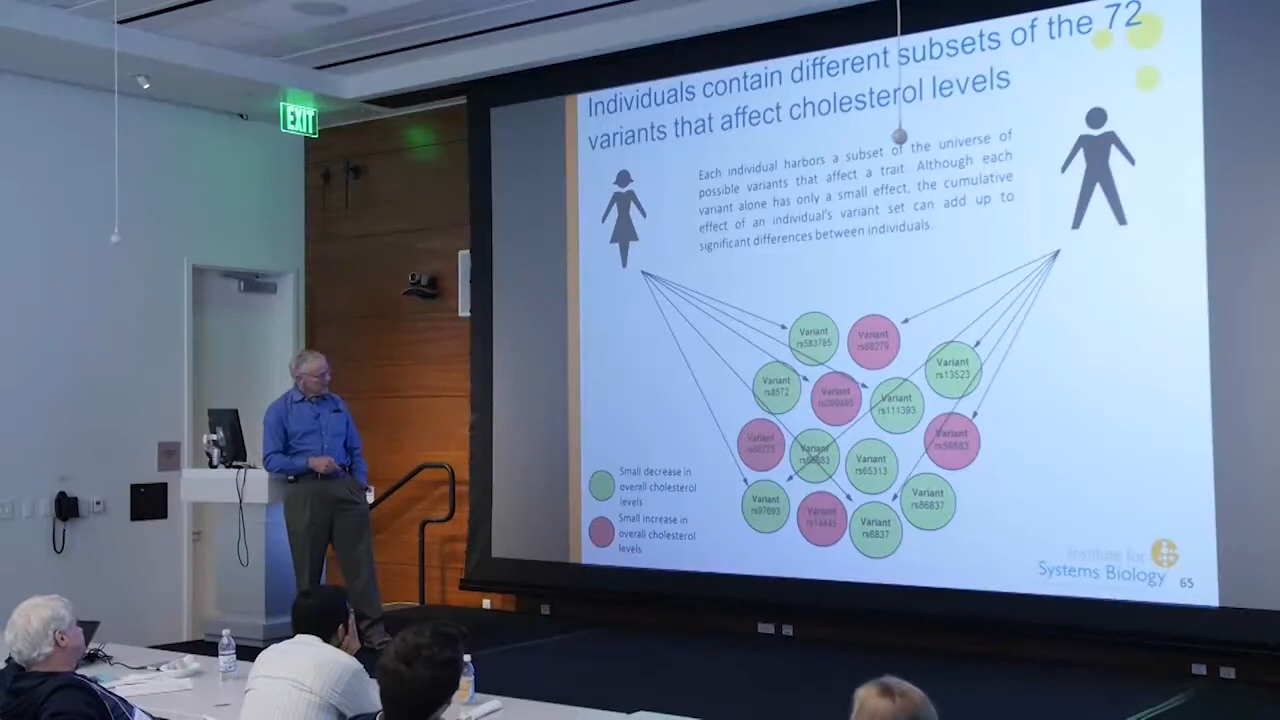 EXIT
Individuals contain different subsets of the 72
variants that affect cholesterol levels
Each individual harbors a subset of the universe of
possible variants that affect a trait. Although each
variant alone has only a small effect, the cumulative
effect of an individual's variant set can add up to
significant differences between individuals.
Variant
rs583785
Variant
rs68279
Variant
rs13523
Variant
rs8572
Variant
rs099485
Variant
rs111393
Variant
Variant
Variant
rs65313
Variant
rs59583
Variant
rs97893
Variant
rs14445
Variant
rs6837
Variant
rs86837
Small decrease in
overall cholesterol
levels
Small increase in
overall cholesterol
levels.
Institute for
Systems Biology
65